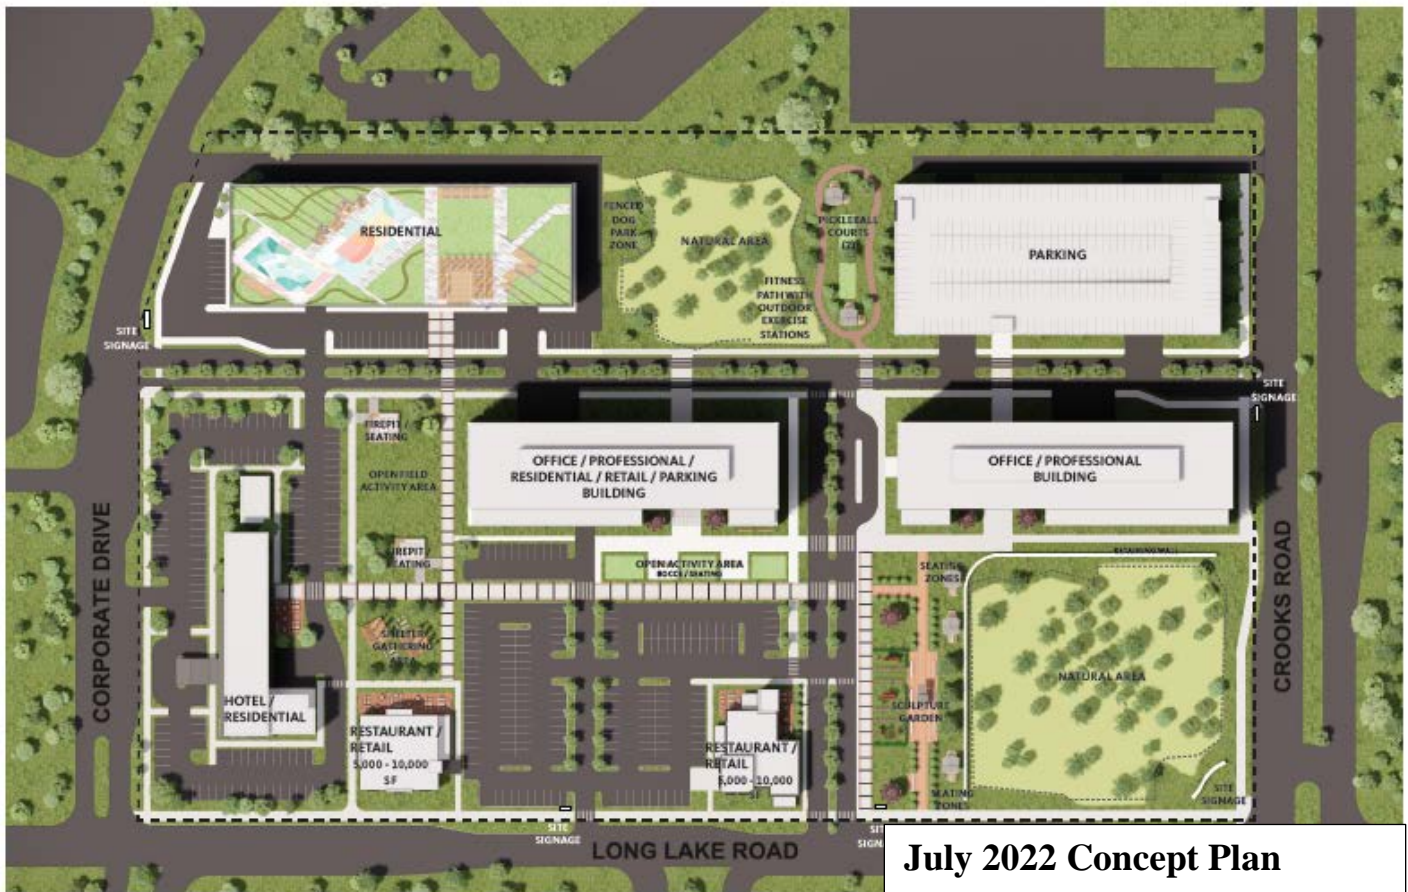 RESIDENTIAL
FENCED
DOG
PARK
ZONE
NATURAL AREA
PICKLEBALL
COURTS
(2)
FITNESS
PATH WITH
OUTDOOR
EXERCISE
STATIONS
PARKING
SITE
SIGNAGE
SITE
SIGNAGE
FIREPIT /
SEATING
OPEN FIELD
ACTIVITY AREA
FIREPIT
SEATING
OFFICE / PROFESSIONAL /
RESIDENTIAL / RETAIL / PARKING
BUILDING
OFFICE / PROFESSIONAL
BUILDING
OPEN ACTIVITY AREA
BOCCE / SEATING
RETAINING WALL
SEATING
ZONES
SHELTER/
GATHERING
AREA
NATURAL AREA
SCULPTURE
GARDEN
HOTEL /
RESIDENTIAL
RESTAURANT /
RETAIL
5,000 - 10,000
SF
RESTAURANT /
RETAIL
5,000 - 10,000
SF
SEATING
ZONES
SITE
SIGNAGE
SITE
SIGNAGE
CORPORATE DRIVE
CROOKS ROAD
LONG LAKE ROAD
July 2022 Concept Plan